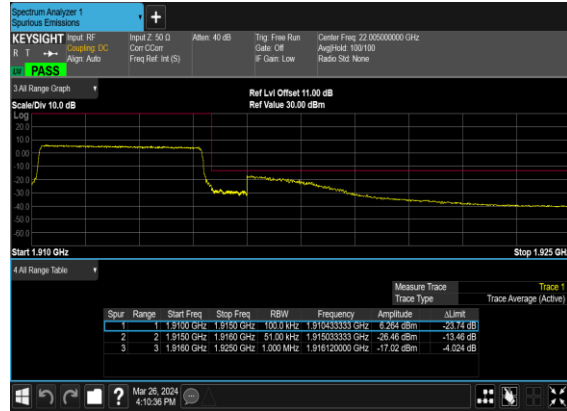 Spectrum Analyzer 1
Spurious Emissions
KEYSIGHT Input: RF Input Z: 50 Ω Atten: 40 dB Trig: Free Run Center Freq: 22.005000000 GHz
R T Coupling: DC Corr CCorr Gate: Off Avg|Hold: 100/100
Align: Auto Freq Ref: Int (S) IF Gain: Low Radio Std: None
PASS
3 All Range Graph
Ref Lvl Offset 11.00 dB
Scale/Div 10.0 dB Ref Value 30.00 dBm
Log
20.0
10.0
0.00
-10.0
-20.0
-30.0
-40.0
-50.0
-60.0
Start 1.910 GHz Stop 1.925 GH
4 All Range Table
Measure Trace Trace 1
Trace Type Trace Average (Active)
Spur Range Start Freq Stop Freq RBW Frequency Amplitude ΔLimit
1 1 1.9100 GHz 1.9150 GHz 100.0 kHz 1.910433333 GHz 6.264 dBm -23.74 dB
2 2 1.9150 GHz 1.9160 GHz 51.00 kHz 1.915033333 GHz -26.46 dBm -13.46 dB
3 3 1.9160 GHz 1.9250 GHz 1.000 MHz 1.916120000 GHz -17.02 dBm -4.024 dB
Mar 26, 2024
4:10:36 PM